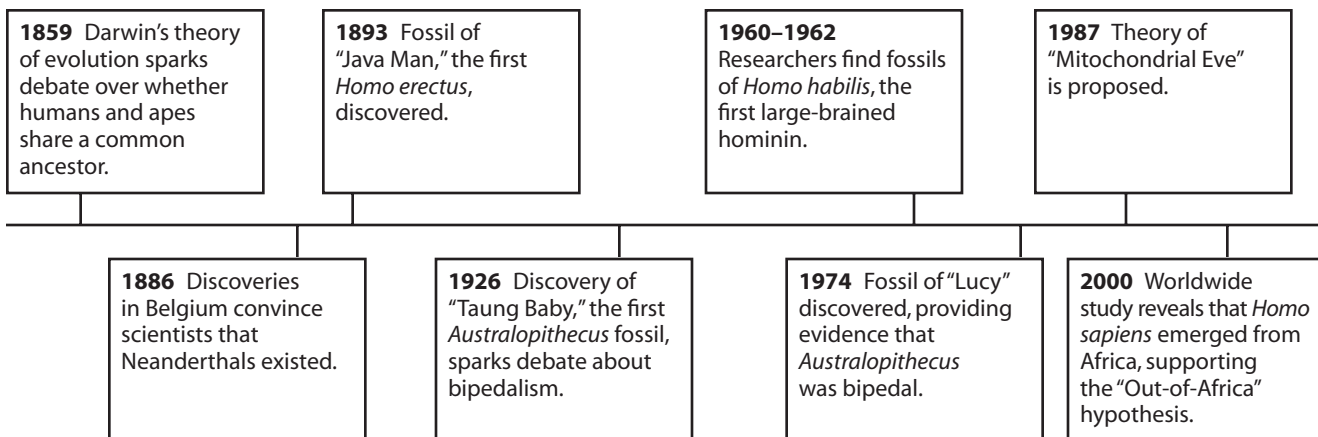 1859 Darwin’s theory
of evolution sparks
debate over whether
humans and apes
share a common
ancestor.
1886 Discoveries
in Belgium convince
scientists that
Neanderthals existed.
1893 Fossil of
“Java Man,” the first
Homo erectus,
discovered.
1926 Discovery of
“Taung Baby,” the first
Australopithecus fossil,
sparks debate about
bipedalism.
1960–1962
Researchers find fossils
of Homo habilis, the
first large-brained
hominin.
1974 Fossil of “Lucy”
discovered, providing
evidence that
Australopithecus
was bipedal.
1987 Theory of
“Mitochondrial Eve”
is proposed.
2000 Worldwide
study reveals that Homo
sapiens emerged from
Africa, supporting
the “Out-of-Africa”
hypothesis.